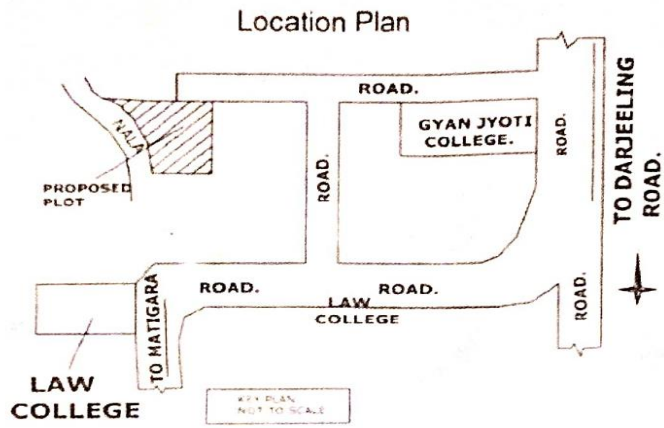 Location Plan
ROAD.
NALA
GYAN JYOTI
COLLEGE.
ROAD.
ROAD.
TO DARJEELING
ROAD.
PROPOSED
PLOT
TO MATIGARA
ROAD.
ROAD.
LAW
COLLEGE
ROAD.
LAW
COLLEGE
KEY PLAN
NOT TO SCALE